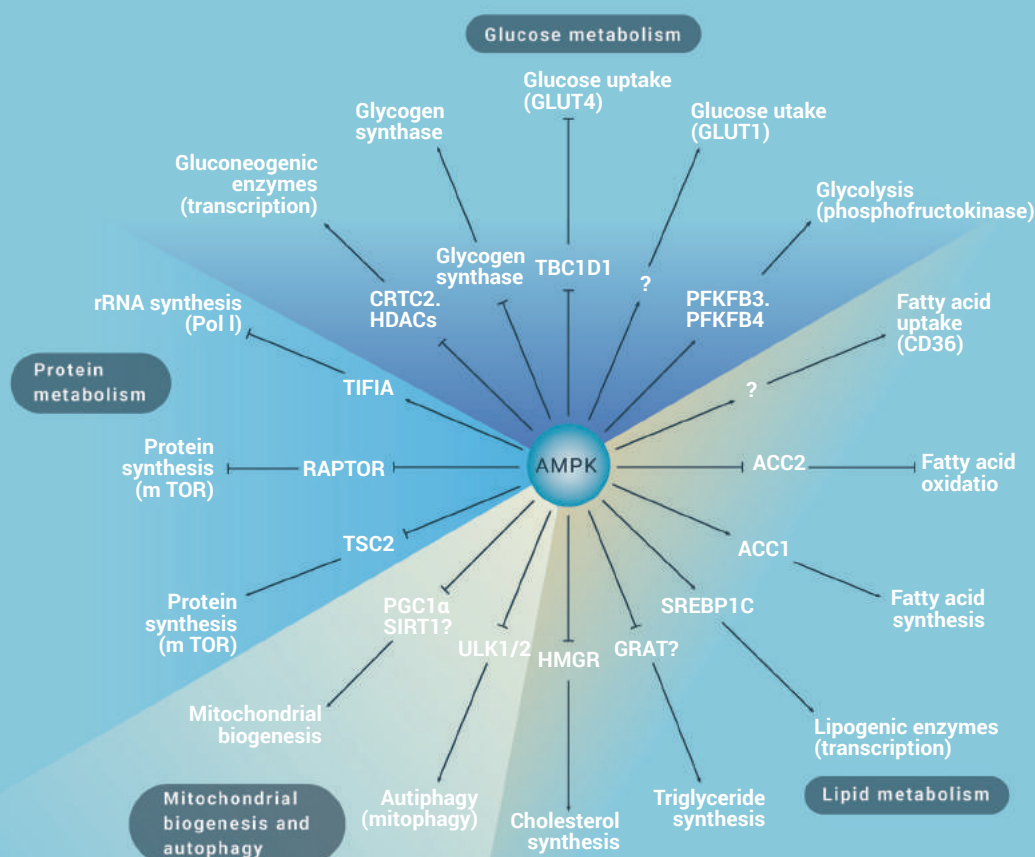 Glucose metabolism
Glucose uptake
(GLUT4)
Glycogen
synthase
Glucose utake
(GLUT1)
Gluconeogenic
enzymes
(transcription)
Glycolysis
(phosphofructokinase)
Glycogen
synthase
TBC1D1
?
CRTC2.
HDACs
PFKFB3.
PFKFB4
rRNA synthesis
(Pol I)
Fatty acid
uptake
(CD36)
Protein
metabolism
TIFIA
?
AMPK
Protein
synthesis
(m TOR)
RAPTOR
ACC2
Fatty acid
oxidatio
TSC2
ACC1
Protein
synthesis
(m TOR)
PGC1α
SIRT1?
SREBP1C
Fatty acid
synthesis
ULK1/2
HMGR
GRAT?
Mitochondrial
biogenesis
Lipogenic enzymes
(transcription)
Mitochondrial
biogenesis and
autophagy
Autiphagy
(mitophagy)
Cholesterol
synthesis
Triglyceride
synthesis
Lipid metabolism